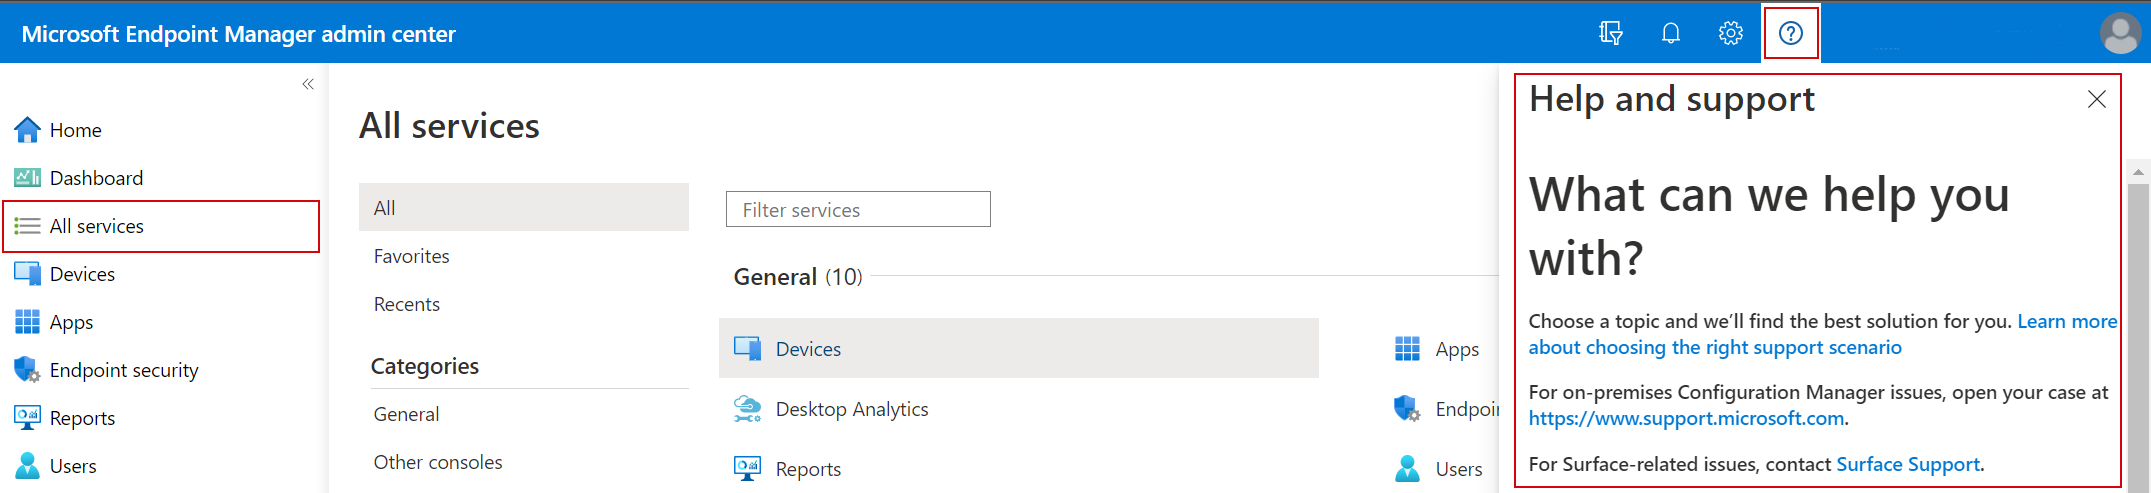 Microsoft Endpoint Manager admin center
Home
Dashboard
All services
Devices
Apps
Endpoint security
Reports
Users
All services
All
Favorites
Recents
Categories
General
Other consoles
Filter services
General (10)
Devices
Apps
Desktop Analytics
Endpoi
Reports
Users
Help and support
What can we help you
with?
Choose a topic and we’ll find the best solution for you. Learn more
about choosing the right support scenario
For on-premises Configuration Manager issues, open your case at
https://www.support.microsoft.com.
For Surface-related issues, contact Surface Support.